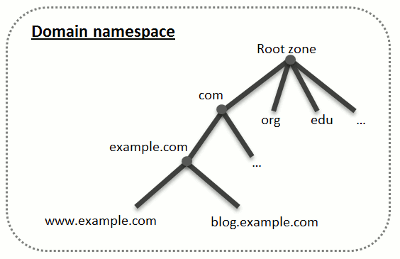 Domain namespace
Root zone
com
org edu ...
example.com
...
www.example.com blog.example.com